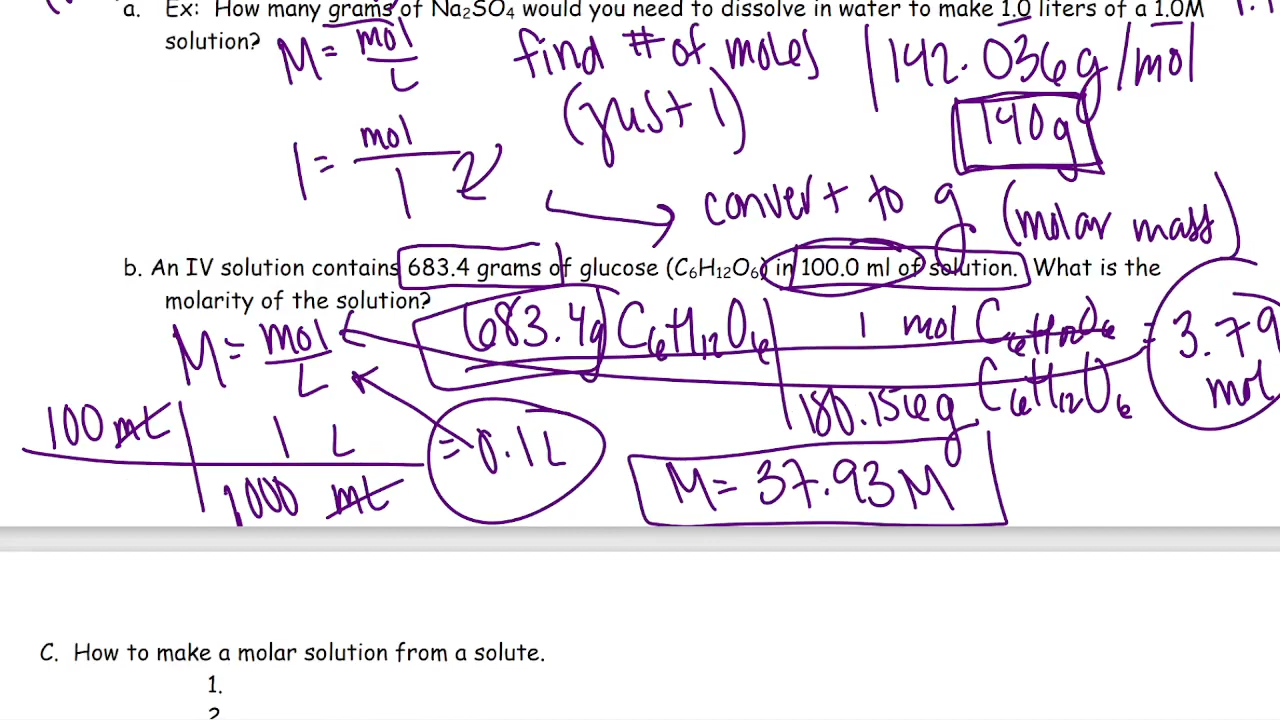 a. Ex: How many grams of Na₂SO₄ would you need to dissolve in water to make 1.0 liters of a 1.0M
solution?
M = mol/L find # of moles 142.036g/mol
(just 1) 140g
1 = mol/1 L
convert to g (molar mass)
b. An IV solution contains 683.4 grams of glucose (C₆H₁₂O₆) in 100.0 ml of solution. What is the
molarity of the solution?
M = mol/L 683.4g C₆H₁₂O₆ 1 mol C₆H₁₂O₆ = 3.79 mol
180.156g C₆H₁₂O₆
100 mL 1 L = 0.1L
1000 mL M = 37.93M
C. How to make a molar solution from a solute.
1.